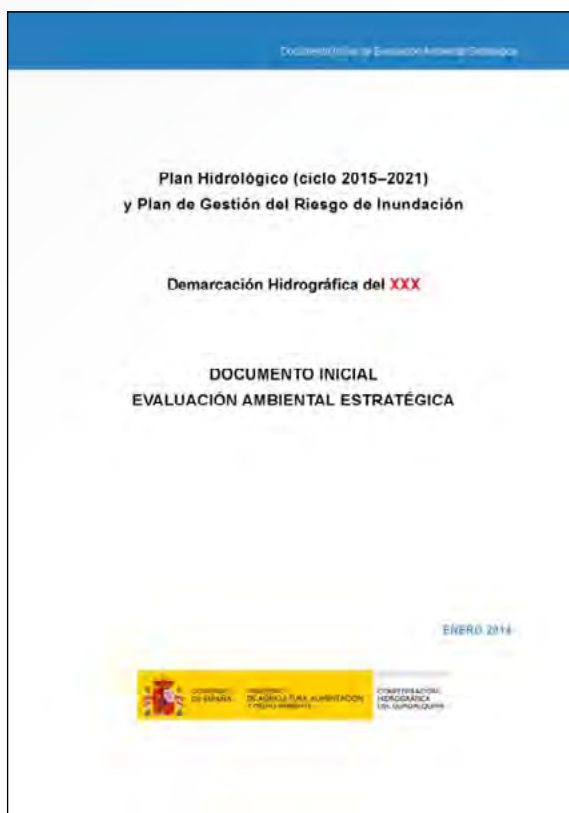 Documento Inicial de Evaluación Ambiental Estratégica
Plan Hidrológico (ciclo 2015–2021)
y Plan de Gestión del Riesgo de Inundación
Demarcación Hidrográfica del XXX
DOCUMENTO INICIAL
EVALUACIÓN AMBIENTAL ESTRATÉGICA
ENERO 2014
GOBIERNO
DE ESPAÑA
MINISTERIO
DE AGRICULTURA, ALIMENTACIÓN
Y MEDIO AMBIENTE
CONFEDERACIÓN
HIDROGRÁFICA
DEL GUADALQUIVIR